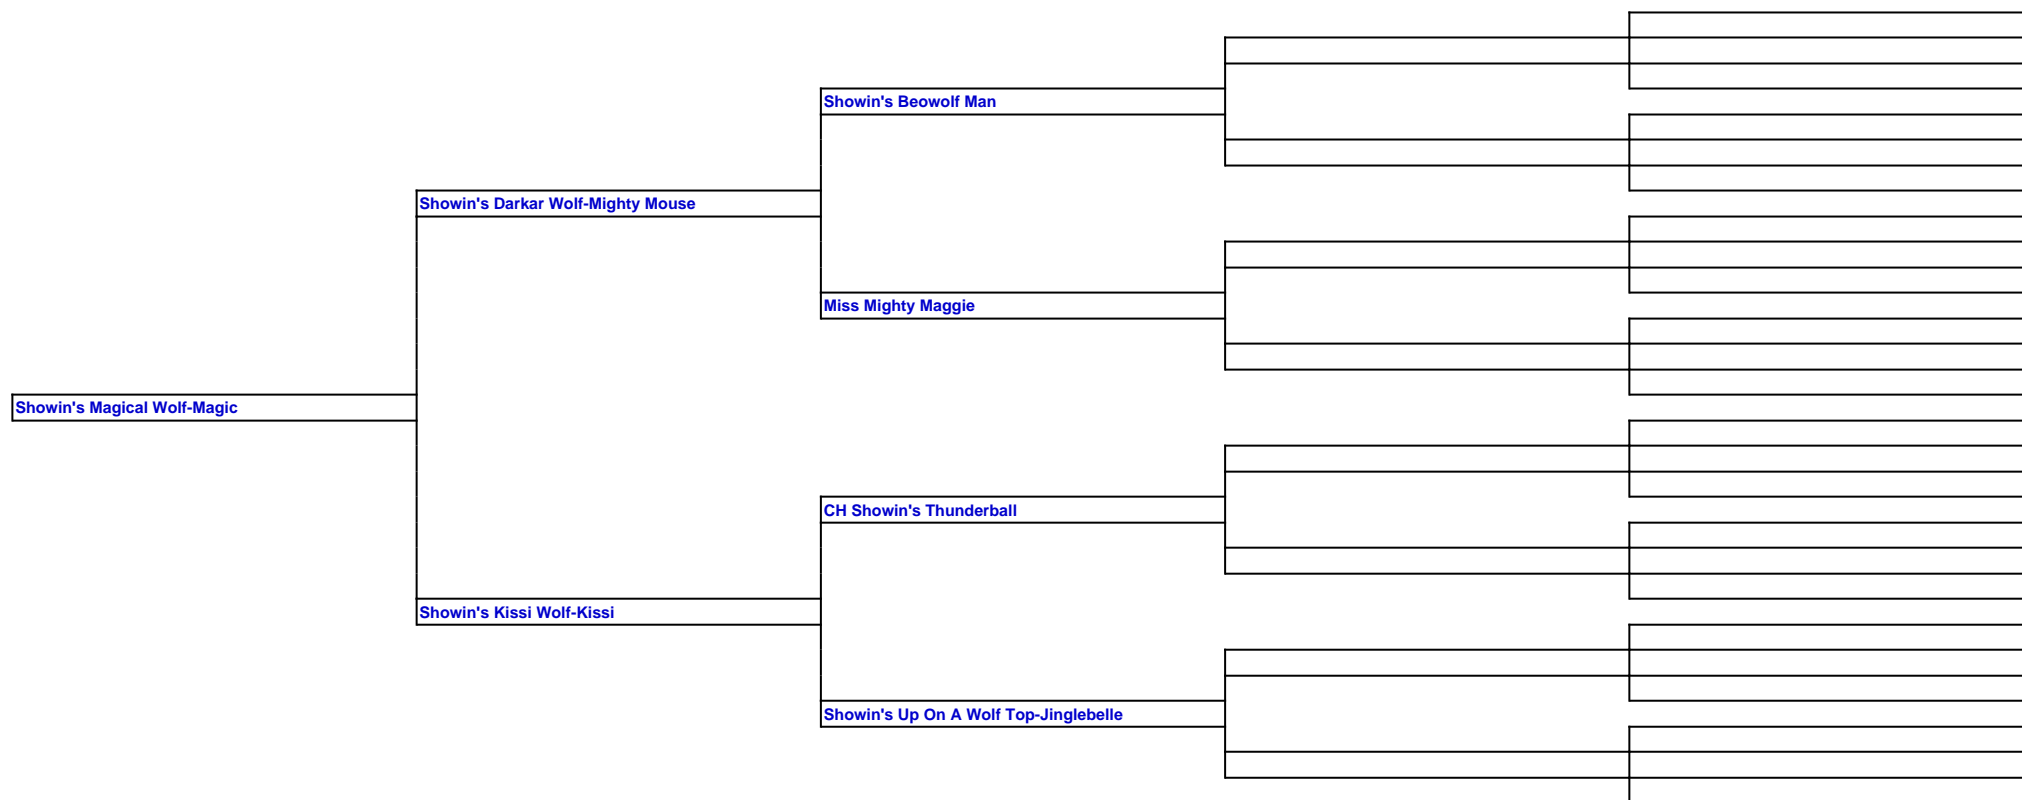 Showin's Beowolf Man
Showin's Darkar Wolf-Mighty Mouse
Miss Mighty Maggie
Showin's Magical Wolf-Magic
CH Showin's Thunderball
Showin's Kissi Wolf-Kissi
Showin's Up On A Wolf Top-Jinglebelle